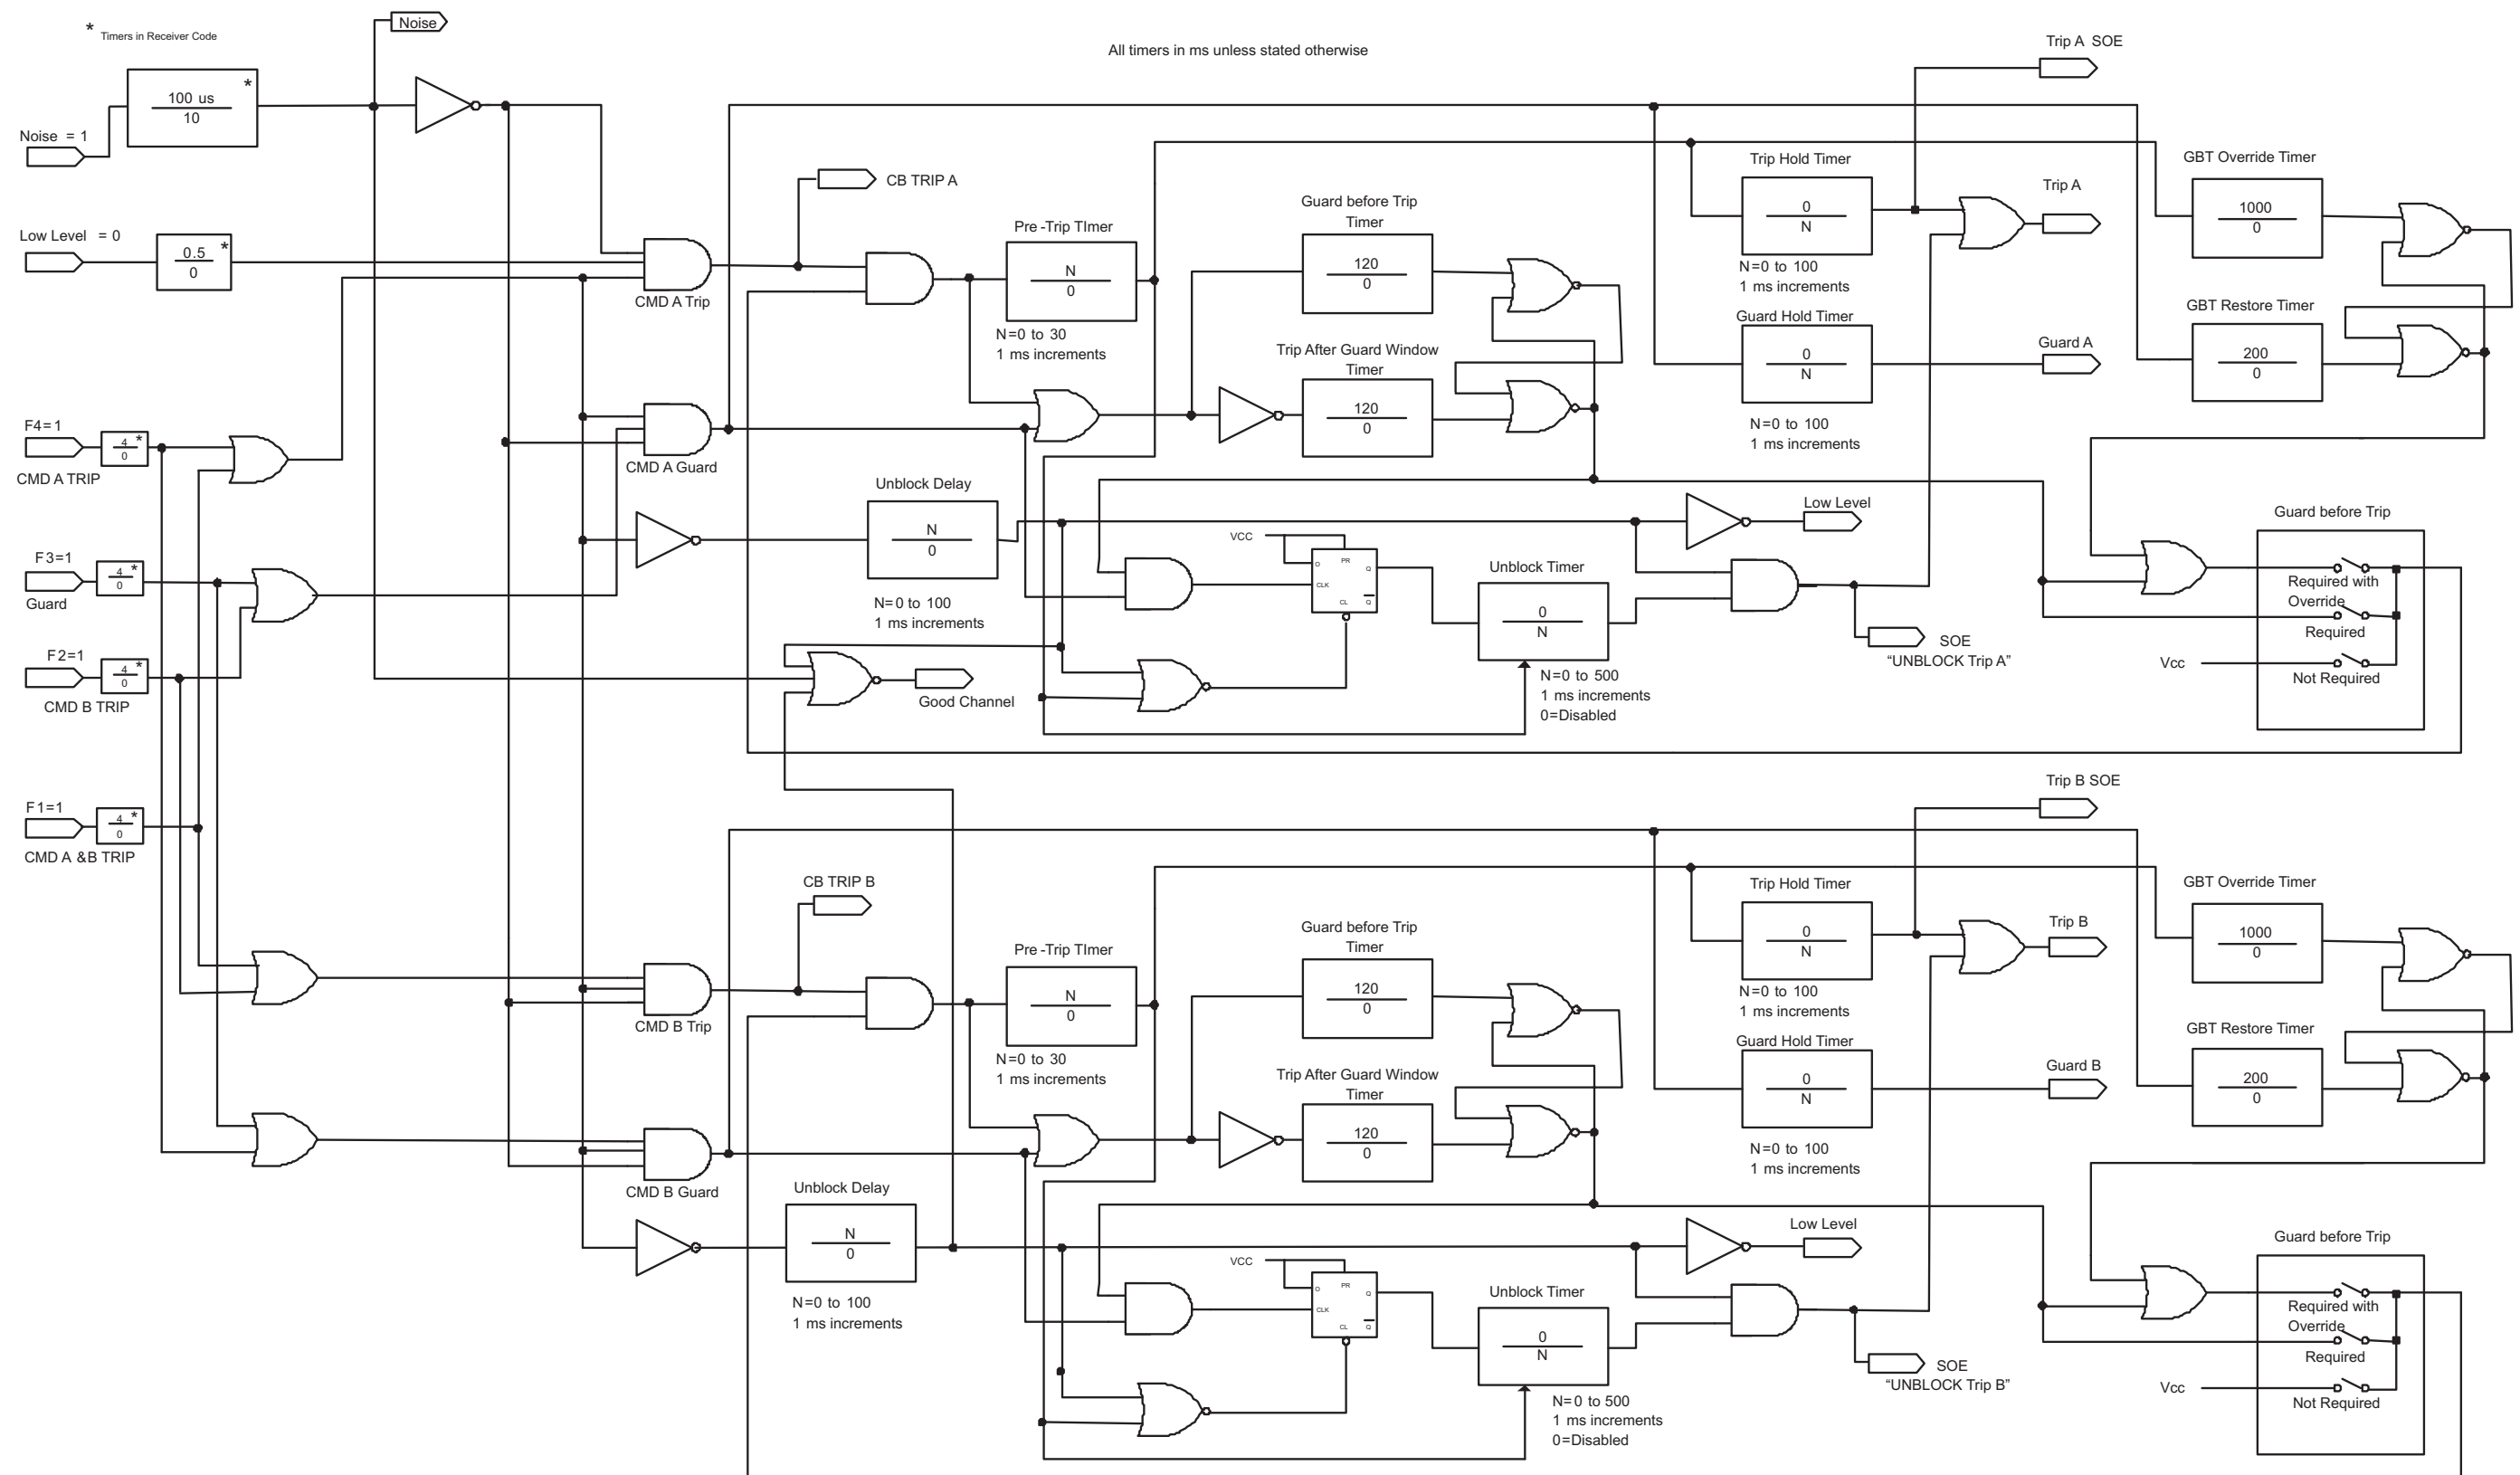 Noise
* Timers in Receiver Code
All timers in ms unless stated otherwise
Trip A SOE
100 us
*
10
Noise = 1
CB TRIP A
Trip Hold Timer
0
N
N=0 to 100
1 ms increments
Trip A
GBT Override Timer
1000
0
Low Level = 0
0.5
*
0
CMD A Trip
Pre-Trip TImer
N
0
N=0 to 30
1 ms increments
Guard before Trip
Timer
120
0
Trip After Guard Window
Timer
120
0
Guard Hold Timer
0
N
N=0 to 100
1 ms increments
Guard A
GBT Restore Timer
200
0
F4=1
4
*
0
CMD A TRIP
CMD A Guard
Unblock Delay
N
0
N=0 to 100
1 ms increments
Low Level
VCC
D
PR
Q
CLK
CL
Q
Unblock Timer
0
N
N=0 to 500
1 ms increments
0=Disabled
SOE
“UNBLOCK Trip A”
Guard before Trip
Required with
Override
Required
Vcc
Not Required
F3=1
4
*
0
Guard
F2=1
4
*
0
CMD B TRIP
Good Channel
F1=1
4
*
0
CMD A &B TRIP
Trip B SOE
CB TRIP B
Trip Hold Timer
0
N
N=0 to 100
1 ms increments
Trip B
GBT Override Timer
1000
0
CMD B Trip
Pre-Trip TImer
N
0
N=0 to 30
1 ms increments
Guard before Trip
Timer
120
0
Trip After Guard Window
Timer
120
0
Guard Hold Timer
0
N
N=0 to 100
1 ms increments
Guard B
GBT Restore Timer
200
0
CMD B Guard
Unblock Delay
N
0
N=0 to 100
1 ms increments
Low Level
VCC
D
PR
Q
CLK
CL
Q
Unblock Timer
0
N
N=0 to 500
1 ms increments
0=Disabled
SOE
“UNBLOCK Trip B”
Guard before Trip
Required with
Override
Required
Vcc
Not Required